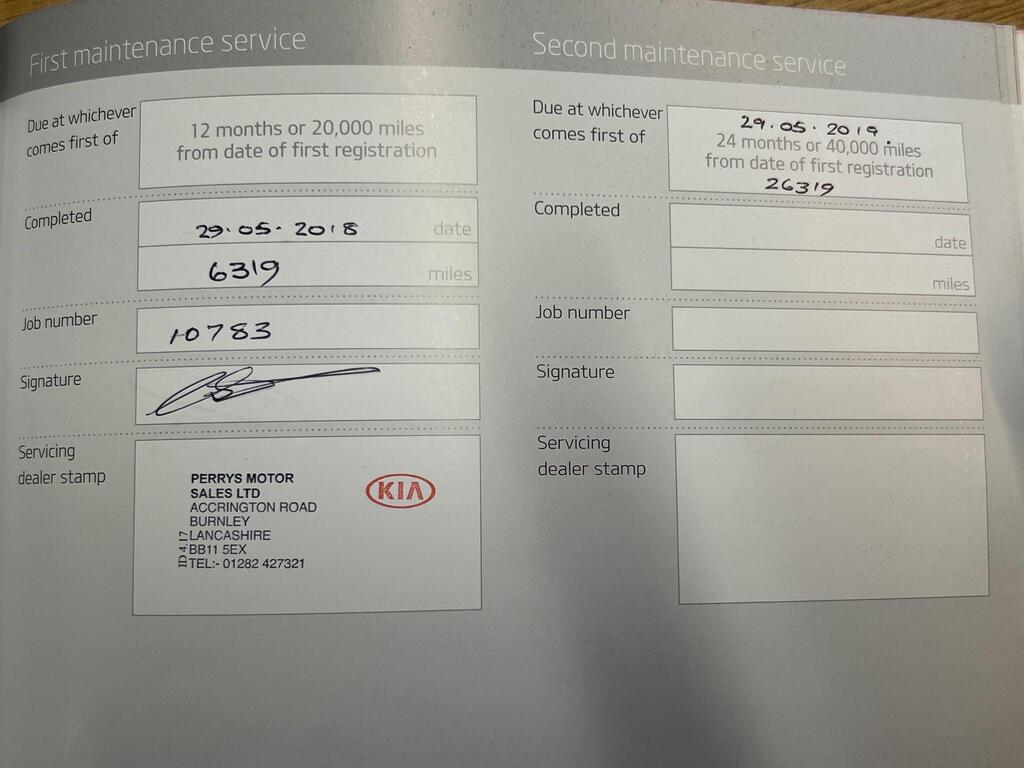 First maintenance service
Due at whichever
comes first of
12 months or 20,000 miles
from date of first registration
Completed
29.05.2018 date
6319 miles
Job number
10783
Signature
Servicing
dealer stamp
PERRYS MOTOR
SALES LTD
ACCRINGTON ROAD
BURNLEY
LANCASHIRE
BB11 5EX
TEL:- 01282 427321
KIA
Second maintenance service
Due at whichever
comes first of
29.05.2019.
24 months or 40,000 miles
from date of first registration
26319
Completed
date
miles
Job number
Signature
Servicing
dealer stamp